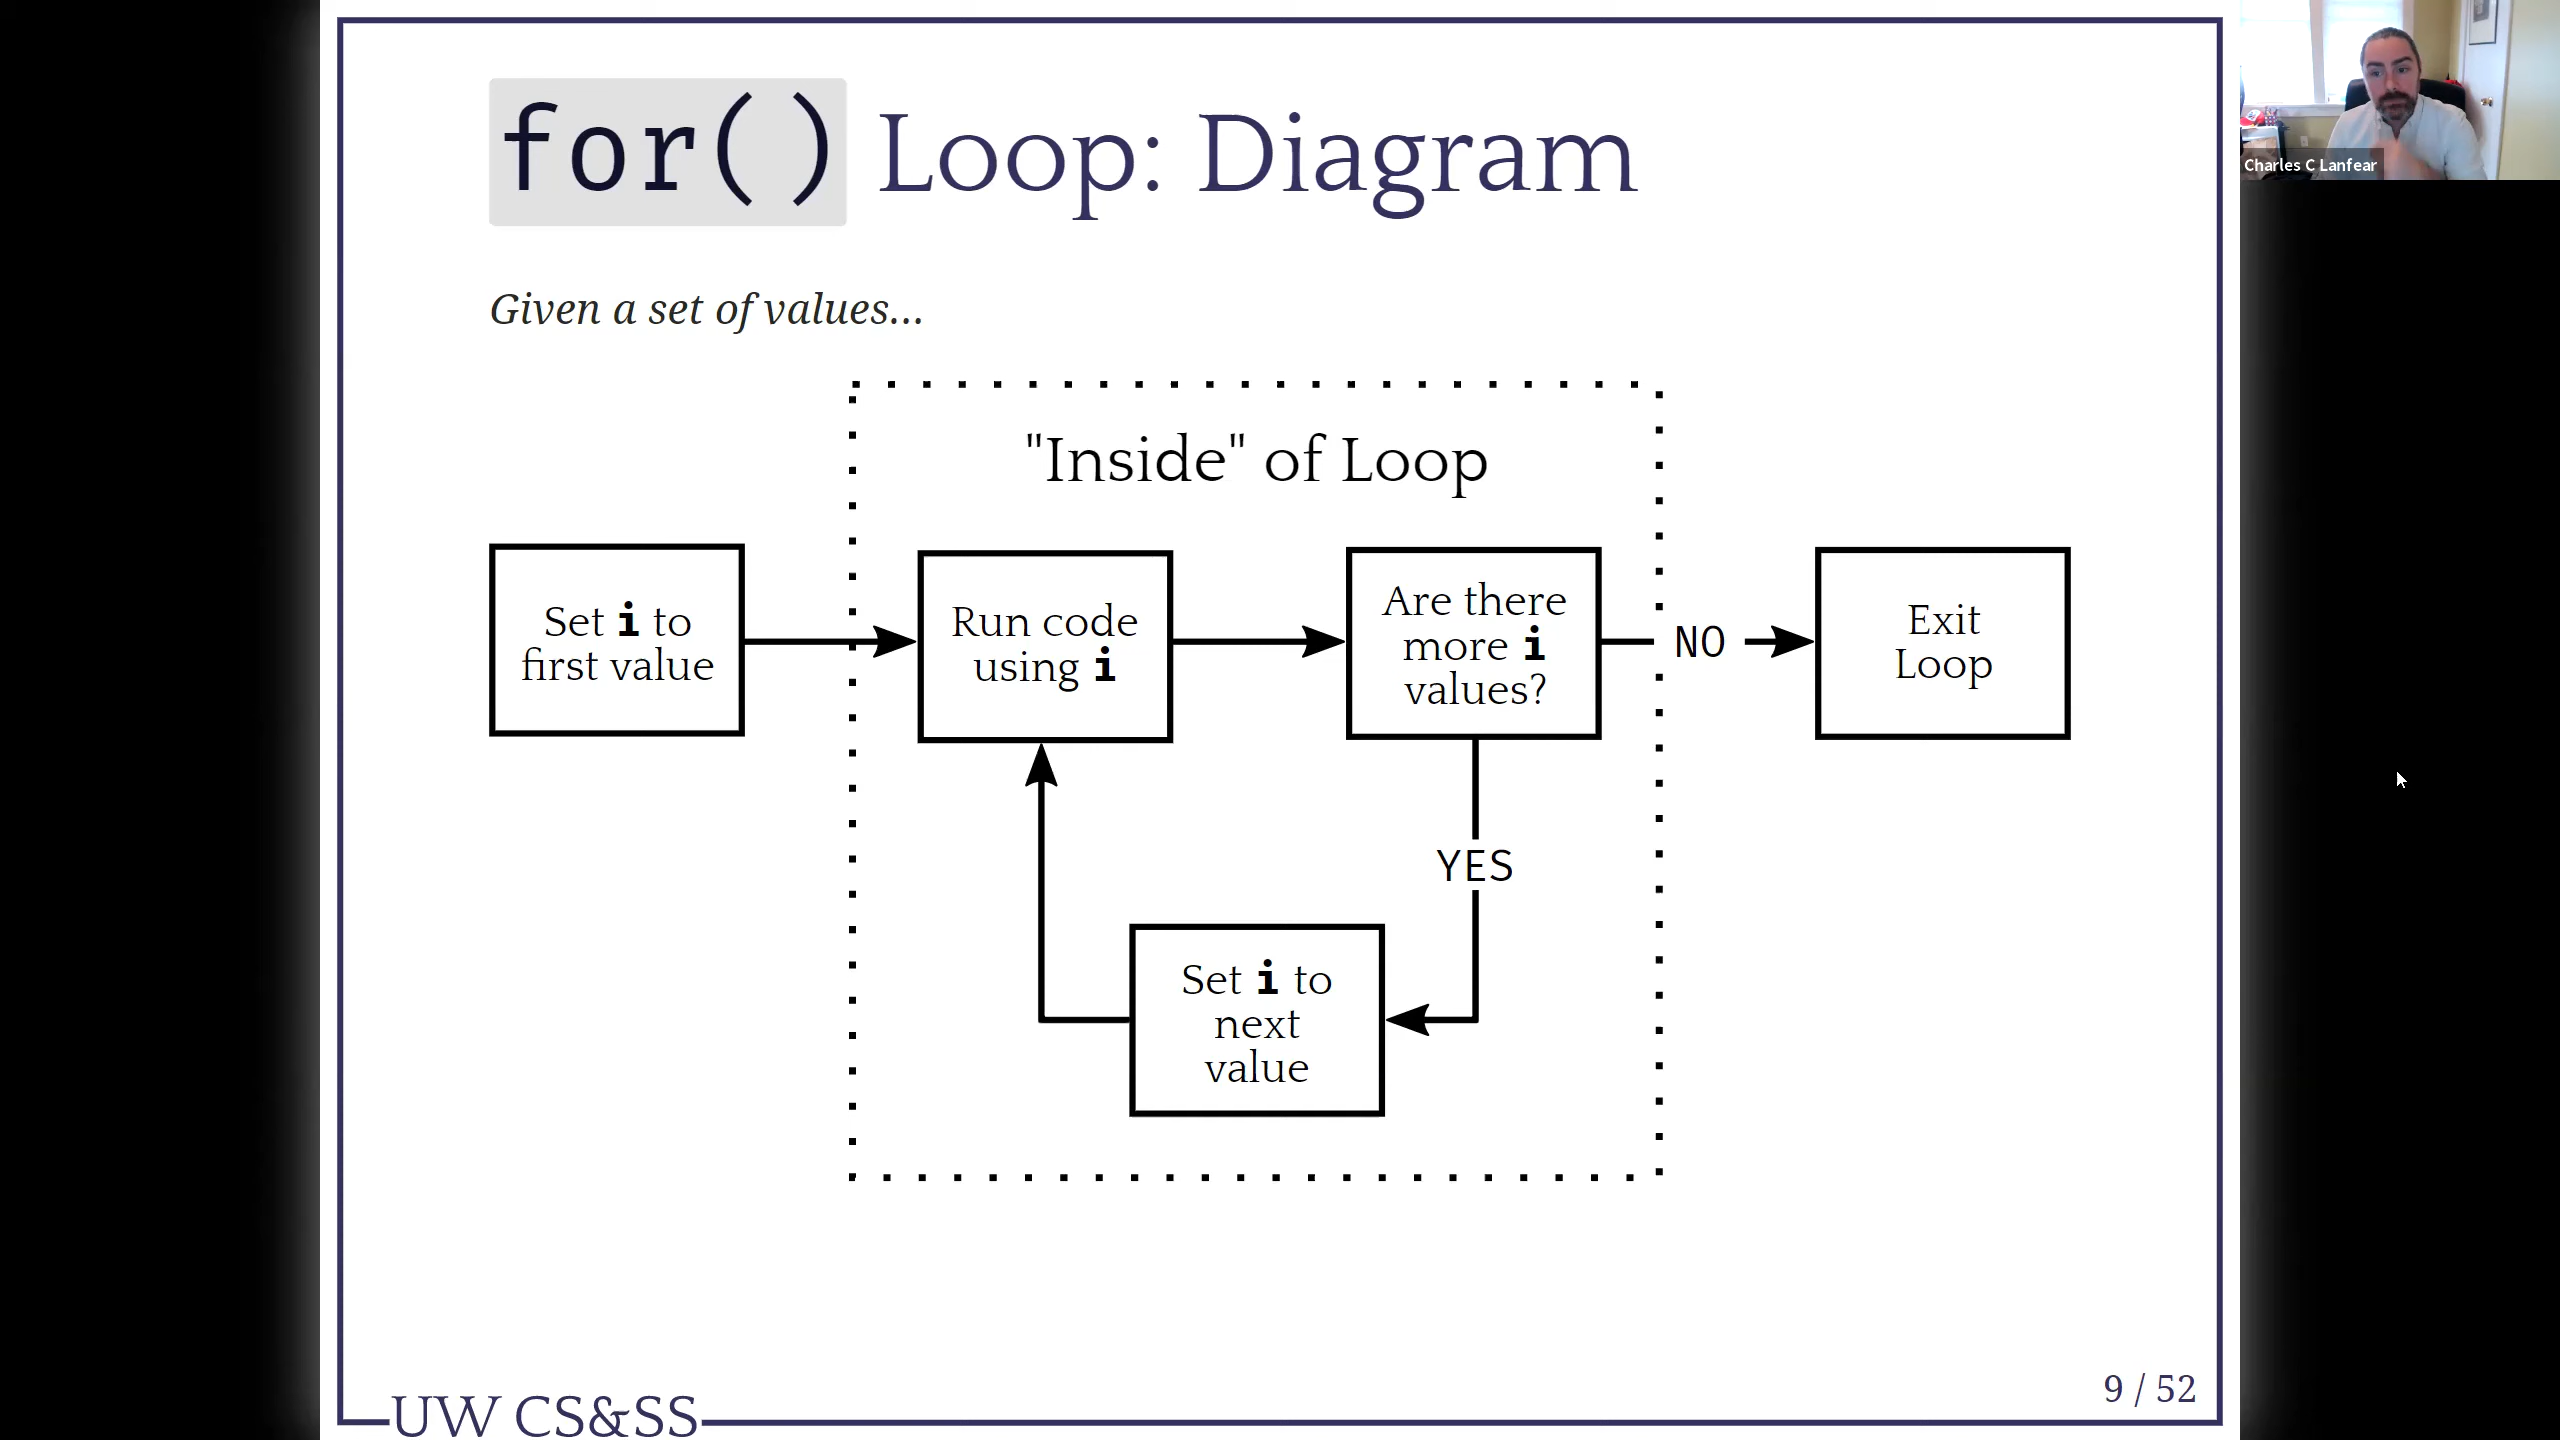 for() Loop: Diagram
Charles C Lanfear
Given a set of values...
"Inside" of Loop
Set i to
first value
Run code
using i
Are there
more i
values?
NO
Exit
Loop
YES
Set i to
next
value
9 / 52
UW CS&SS